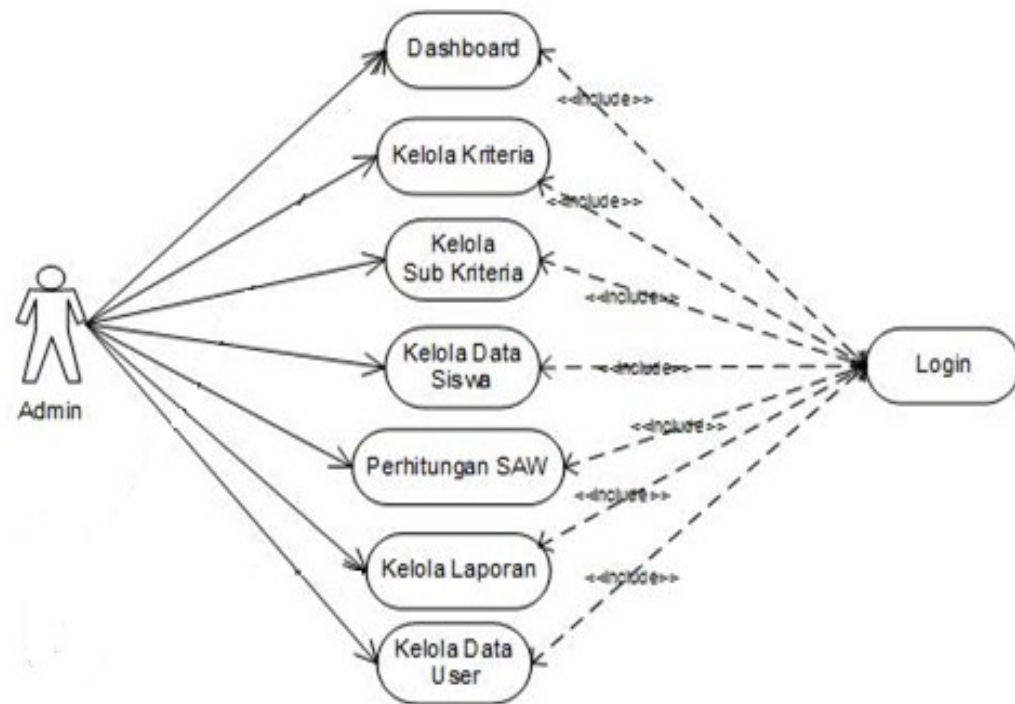 Dashboard
<<include>>
Kelola Kriteria
<<include>>
Kelola
Sub Kriteria
<<include>>
Kelola Data
Siswa
<<include>>
Login
Admin
Perhitungan SAW
<<include>>
<<include>>
Kelola Laporan
<<include>>
Kelola Data
User